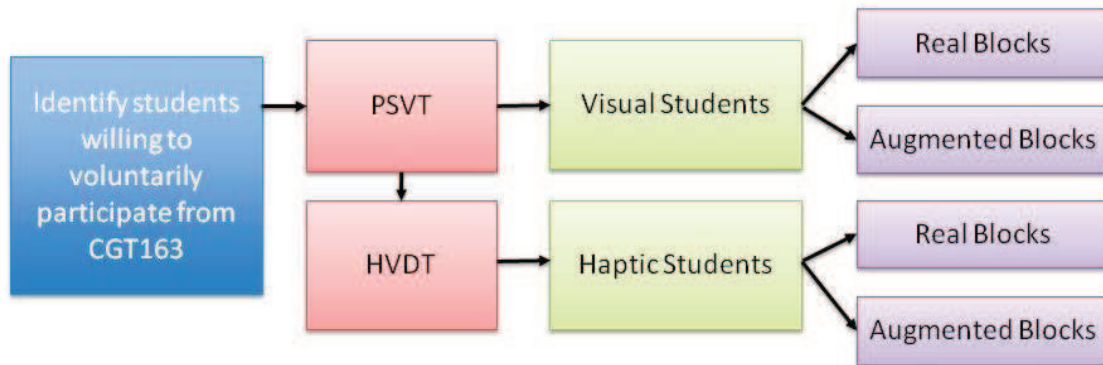 Identify students
willing to
voluntarily
participate from
CGT163
PSVT
HVDT
Visual Students
Haptic Students
Real Blocks
Augmented Blocks
Real Blocks
Augmented Blocks